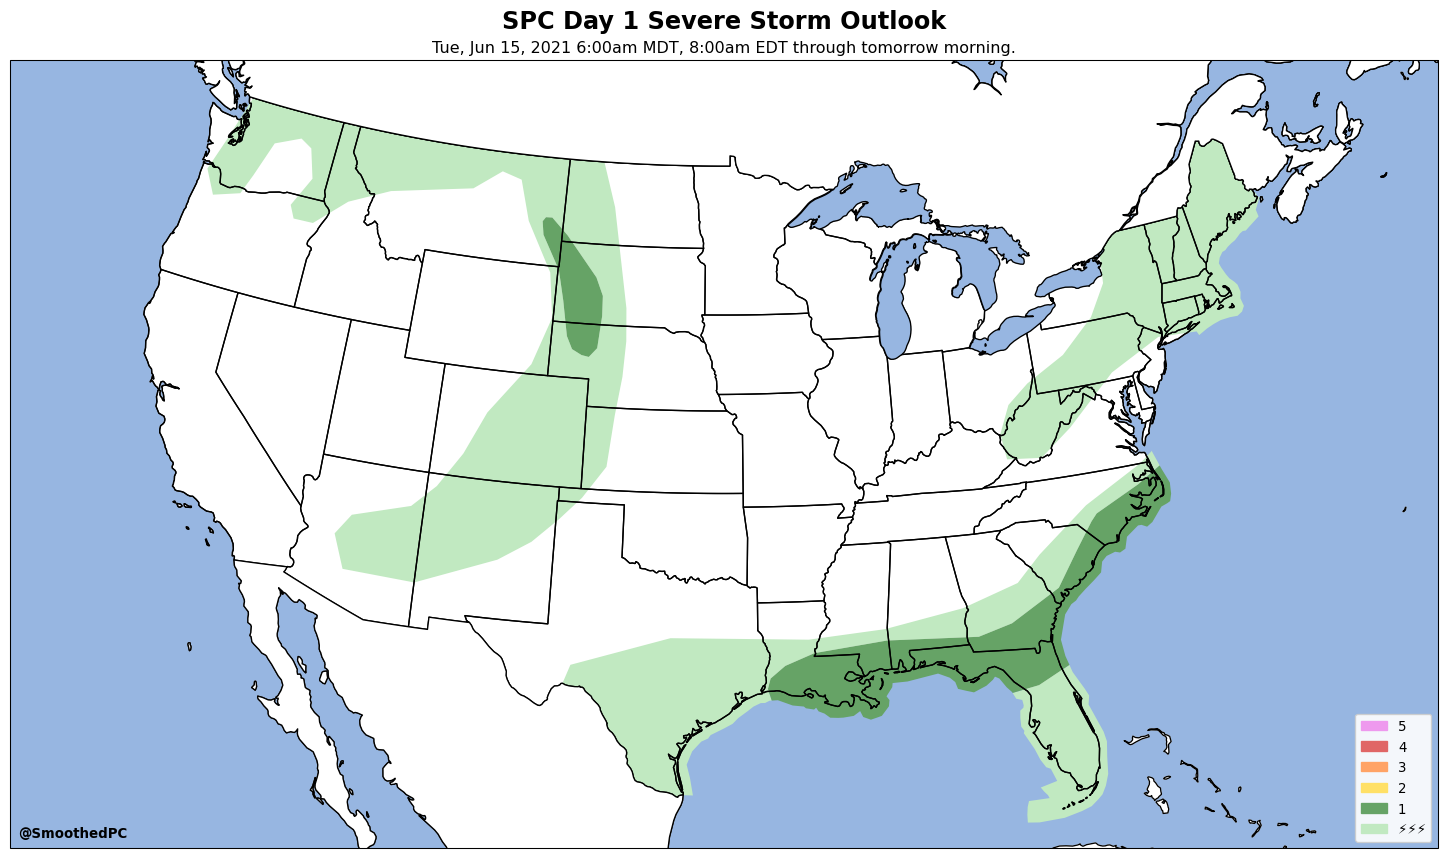 SPC Day 1 Severe Storm Outlook
Tue, Jun 15, 2021 6:00am MDT, 8:00am EDT through tomorrow morning.
5
4
3
2
1
⚡⚡⚡
@SmoothedPC